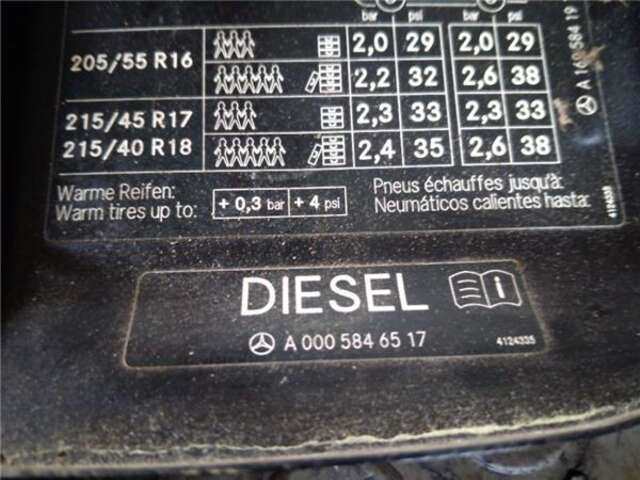 bar psi bar psi
205/55 R16 2,0 29 2,0 29
2,2 32 2,6 38
215/45 R17 2,3 33 2,3 33
215/40 R18 2,4 35 2,6 38
Warme Reifen: Pneus échauffés jusqu'à:
Warm tires up to: + 0,3 bar + 4 psi Neumáticos calientes hasta:
4124335
DIESEL
A 000 584 65 17
4124335